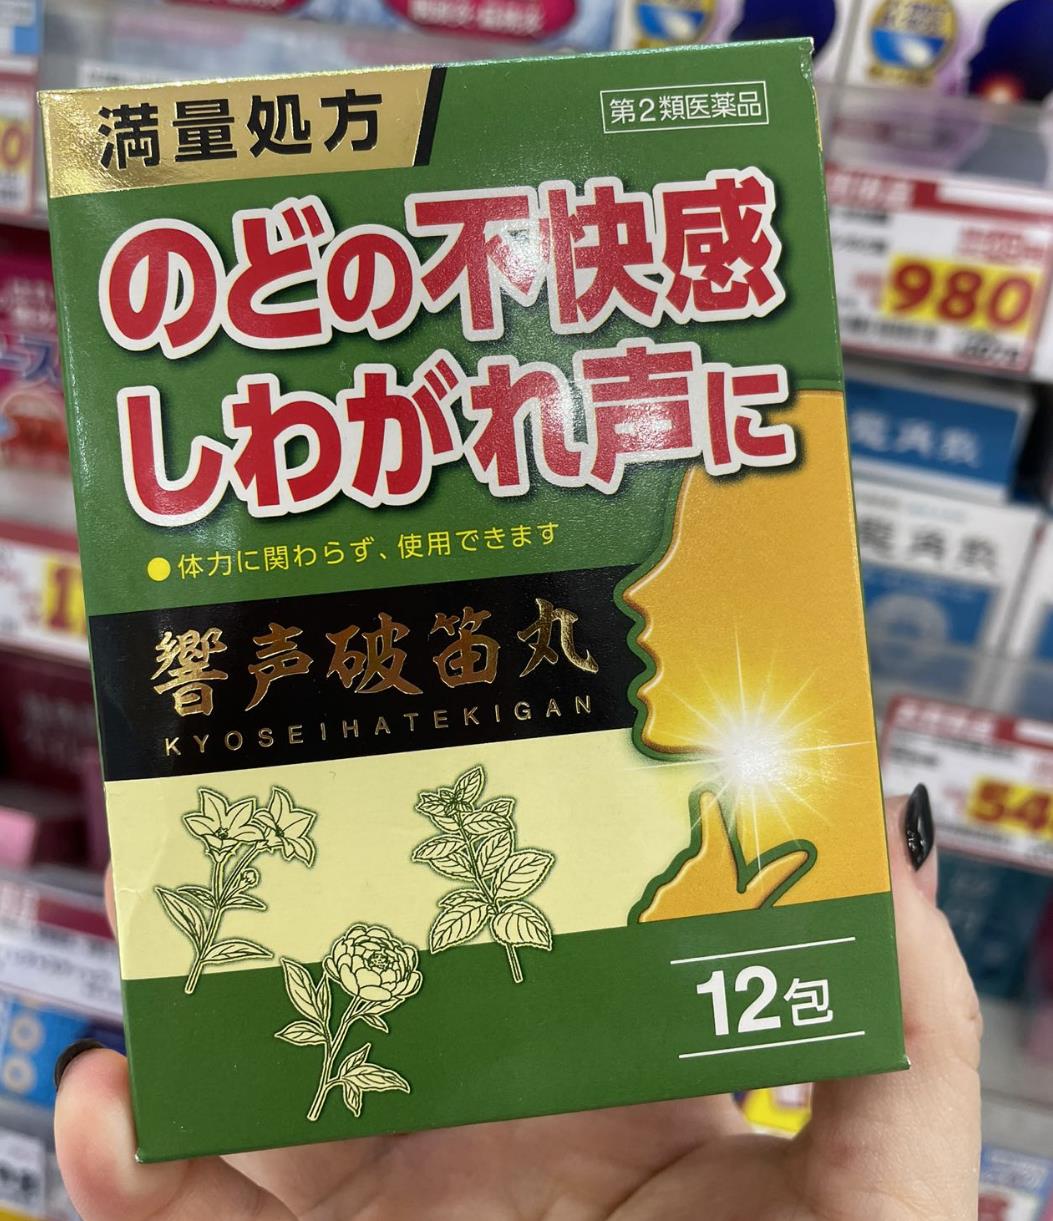 満量処方
第2類医薬品
のどの不快感
しわがれ声に
●体力に関わらず、使用できます
響声破笛丸
KYOSEIHATEKIGAN
12包
980